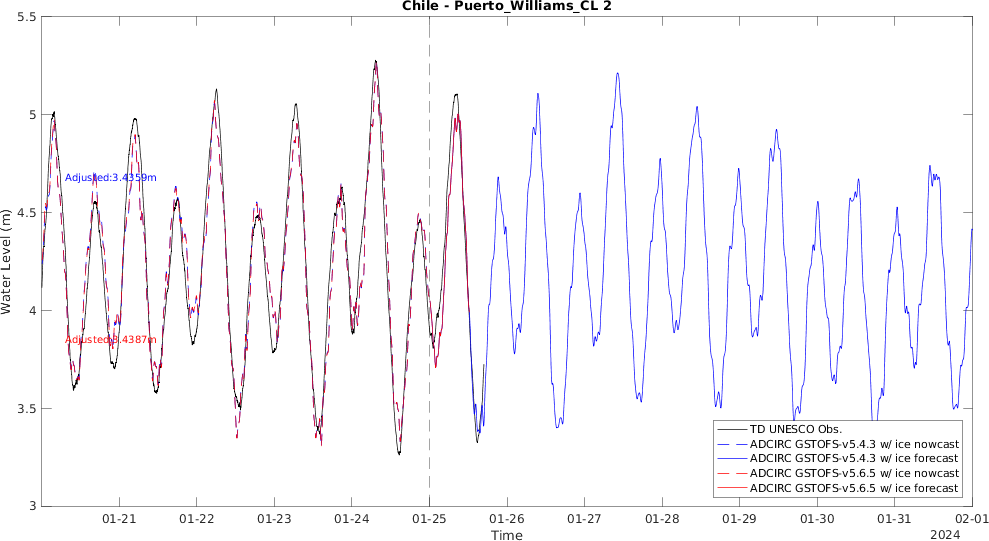 Chile - Puerto_Williams_CL 2
Water Level (m)
5.5
5
4.5
4
3.5
3
Adjusted:3.4359m
Adjusted:3.4387m
TD UNESCO Obs.
ADCIRC GSTOFS-v5.4.3 w/ ice nowcast
ADCIRC GSTOFS-v5.4.3 w/ ice forecast
ADCIRC GSTOFS-v5.6.5 w/ ice nowcast
ADCIRC GSTOFS-v5.6.5 w/ ice forecast
01-21 01-22 01-23 01-24 01-25 01-26 01-27 01-28 01-29 01-30 01-31 02-01
Time
2024